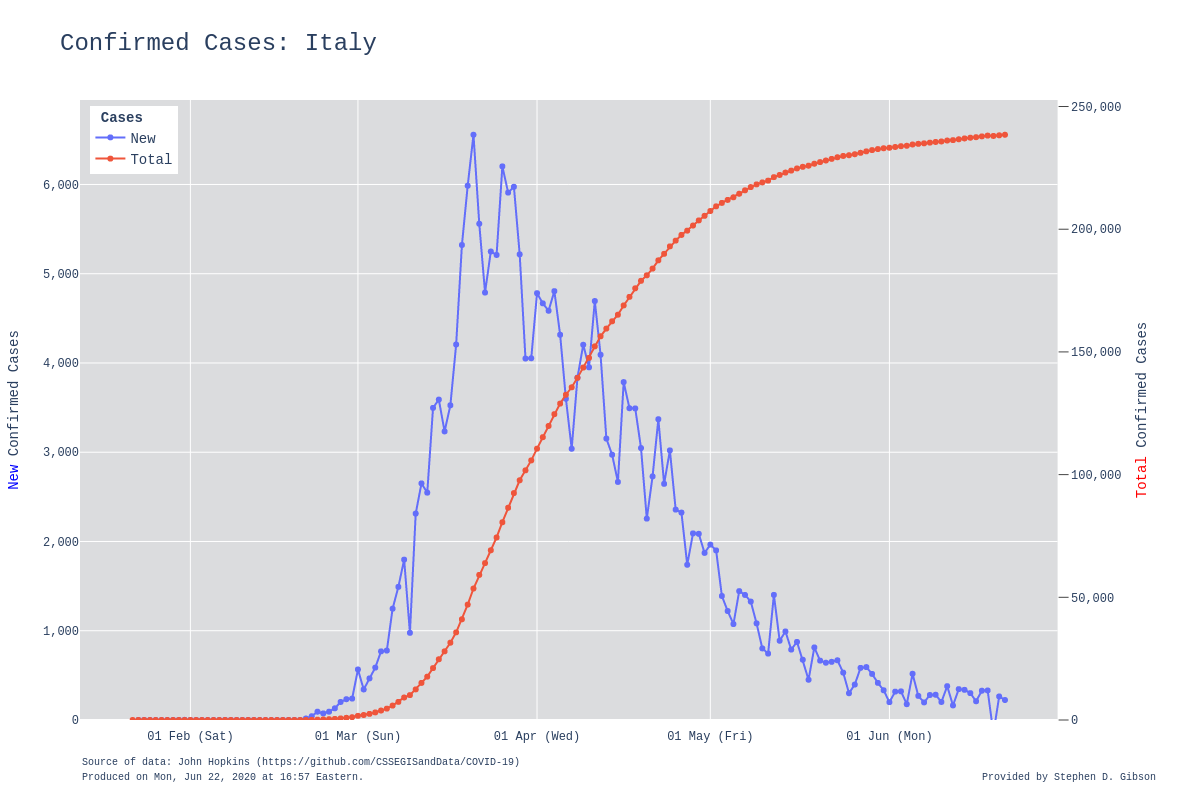 Confirmed Cases: Italy
Cases
New
Total
250,000
200,000
150,000
100,000
50,000
0
6,000
5,000
4,000
3,000
2,000
1,000
0
New Confirmed Cases
Total Confirmed Cases
01 Feb (Sat)
01 Mar (Sun)
01 Apr (Wed)
01 May (Fri)
01 Jun (Mon)
Source of data: John Hopkins (https://github.com/CSSEGISandData/COVID-19)
Produced on Mon, Jun 22, 2020 at 16:57 Eastern.
Provided by Stephen D. Gibson